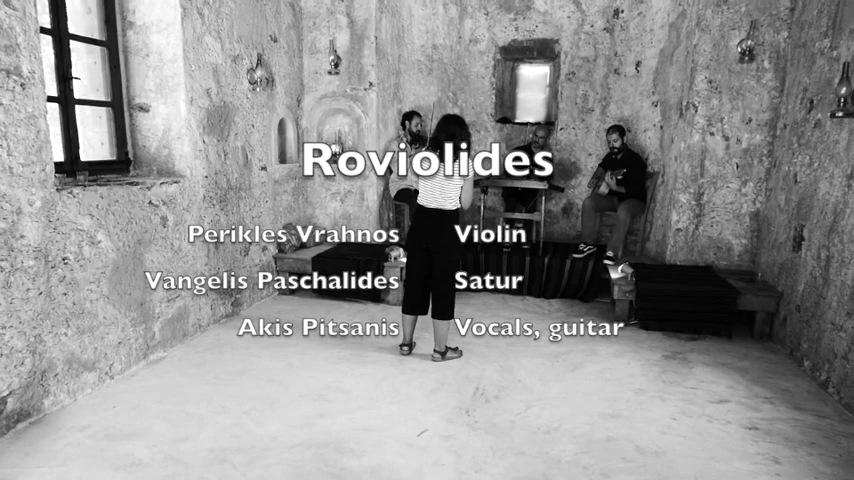 Roviolides
Perikles Vrahnos Violin
Vangelis Paschalides Satur
Akis Pitsanis Vocals, guitar